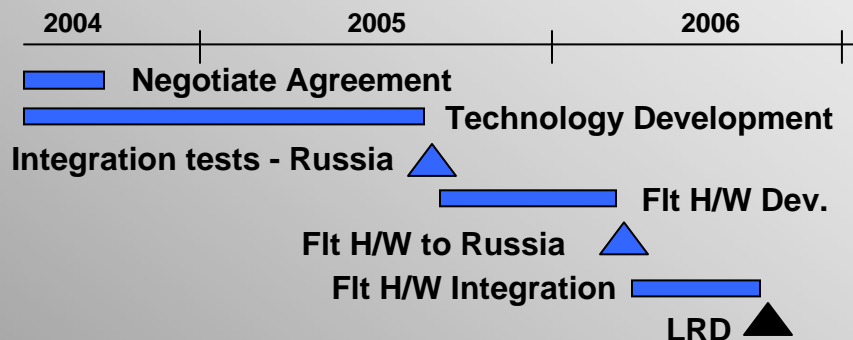 2004 2005 2006
Negotiate Agreement
Technology Development
Integration tests - Russia
Flt H/W Dev.
Flt H/W to Russia
Flt H/W Integration
LRD